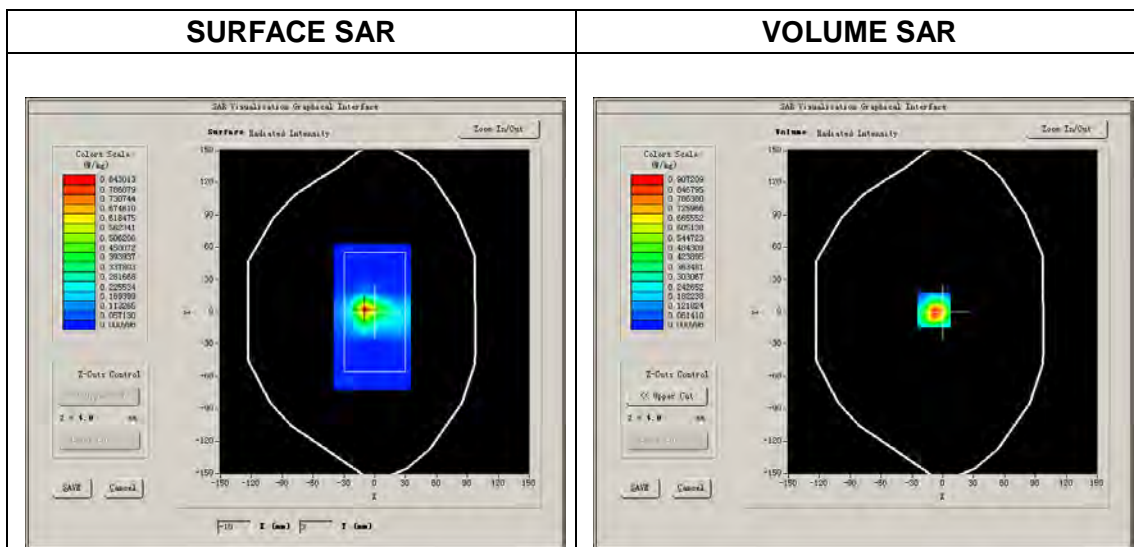 SURFACE SAR
VOLUME SAR
SAR Visualisation Graphical Interface
Surface Radiated Intensity
Zoom In/Out
Colors Scale
(W/kg)
0.843013
0.786879
0.730744
0.674610
0.618475
0.562341
0.506206
0.450072
0.393937
0.337803
0.281668
0.225534
0.169399
0.113265
0.057130
0.000996
150
120
90
60
30
0
-30
-60
-90
-120
-150
-150 -120 -90 -60 -30 0 30 60 90 120 150
Z-Cuts Control
Z = 4.0 mm
SAVE
Cancel
-10 X (mm) Y (mm)
SAR Visualisation Graphical Interface
Volume Radiated Intensity
Zoom In/Out
Colors Scale
(W/kg)
0.907209
0.846795
0.786380
0.725966
0.665552
0.605138
0.544723
0.484309
0.423895
0.363481
0.303067
0.242652
0.182238
0.121824
0.061410
150
120
90
60
30
0
-30
-60
-90
-120
-150
-150 -120 -90 -60 -30 0 30 60 90 120 150
Z-Cuts Control
<< Upper Cut
Z = 4.0 mm
SAVE
Cancel